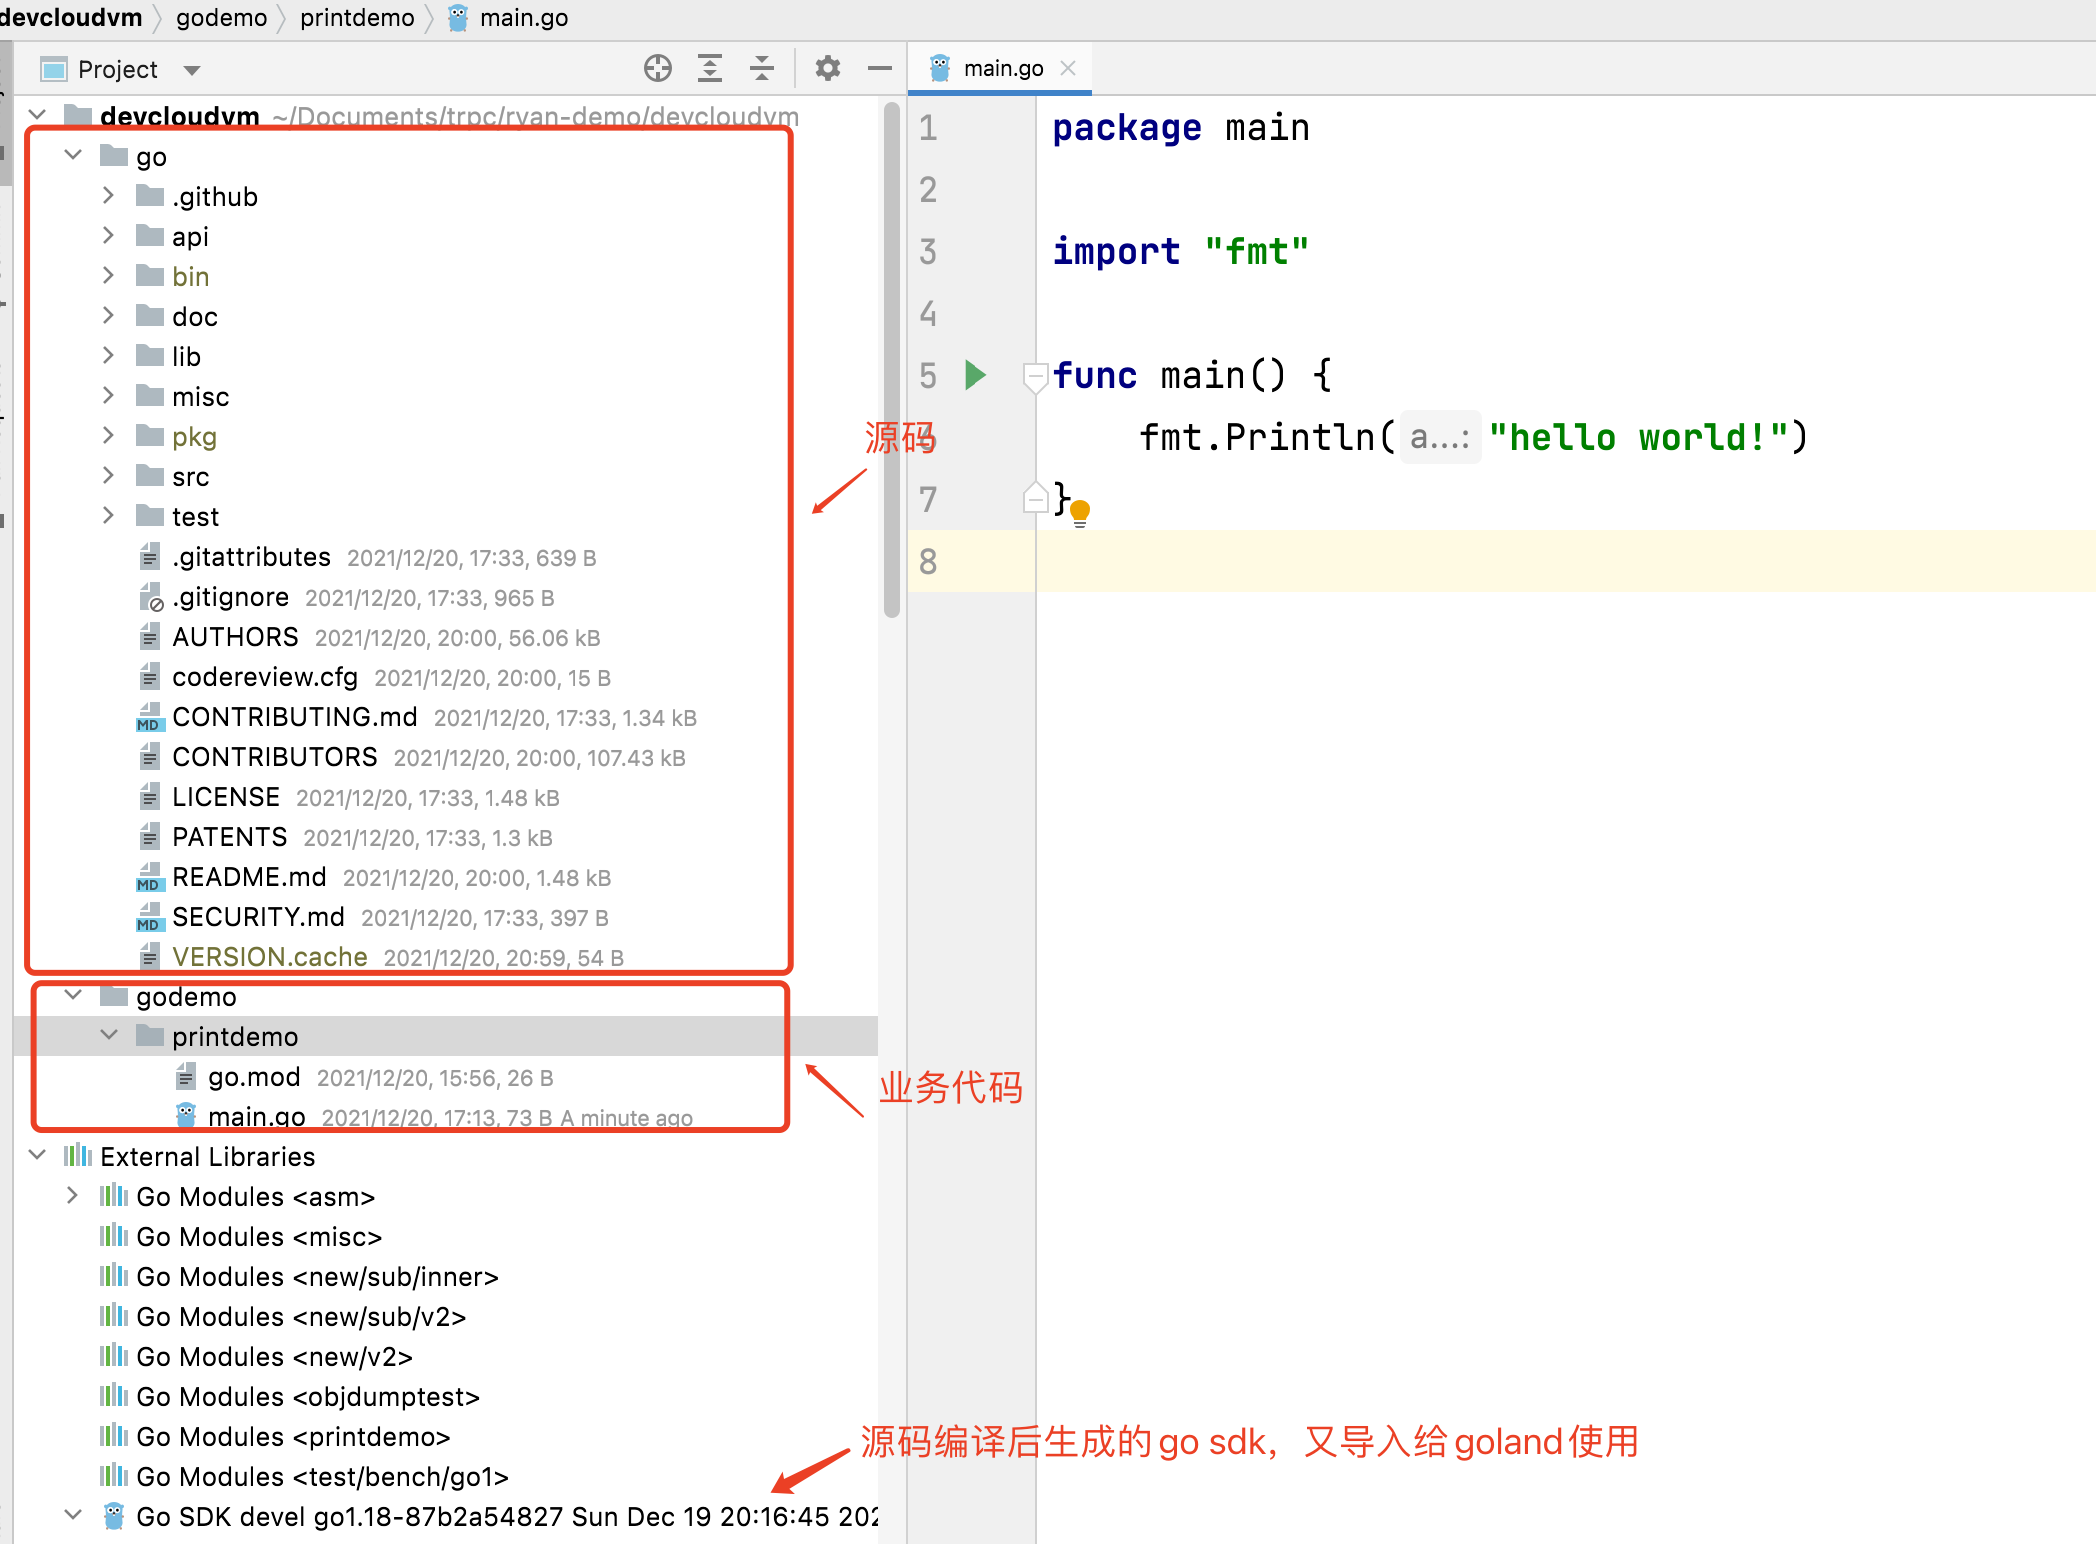 devcloudvm 〉 godemo 〉 printdemo 〉 main.go
Project
main.go
devcloudvm ~/Documents/trpc/ryan-demo/devcloudvm
go
.github
api
bin
doc
lib
misc
pkg
src
test
.gitattributes 2021/12/20, 17:33, 639 B
.gitignore 2021/12/20, 17:33, 965 B
AUTHORS 2021/12/20, 20:00, 56.06 kB
codereview.cfg 2021/12/20, 20:00, 15 B
CONTRIBUTING.md 2021/12/20, 17:33, 1.34 kB
CONTRIBUTORS 2021/12/20, 20:00, 107.43 kB
LICENSE 2021/12/20, 17:33, 1.48 kB
PATENTS 2021/12/20, 17:33, 1.3 kB
README.md 2021/12/20, 20:00, 1.48 kB
SECURITY.md 2021/12/20, 17:33, 397 B
VERSION.cache 2021/12/20, 20:59, 54 B
godemo
printdemo
go.mod 2021/12/20, 15:56, 26 B
main.go 2021/12/20, 17:13, 73 B A minute ago
External Libraries
Go Modules <asm>
Go Modules <misc>
Go Modules <new/sub/inner>
Go Modules <new/sub/v2>
Go Modules <new/v2>
Go Modules <objdumptest>
Go Modules <printdemo>
Go Modules <test/bench/go1>
Go SDK devel go1.18-87b2a54827 Sun Dec 19 20:16:45 202
源码
业务代码
源码编译后生成的go sdk，又导入给goland使用
1 package main
2
3 import "fmt"
4
5 func main() {
6 fmt.Println( a...: "hello world!")
7 }
8